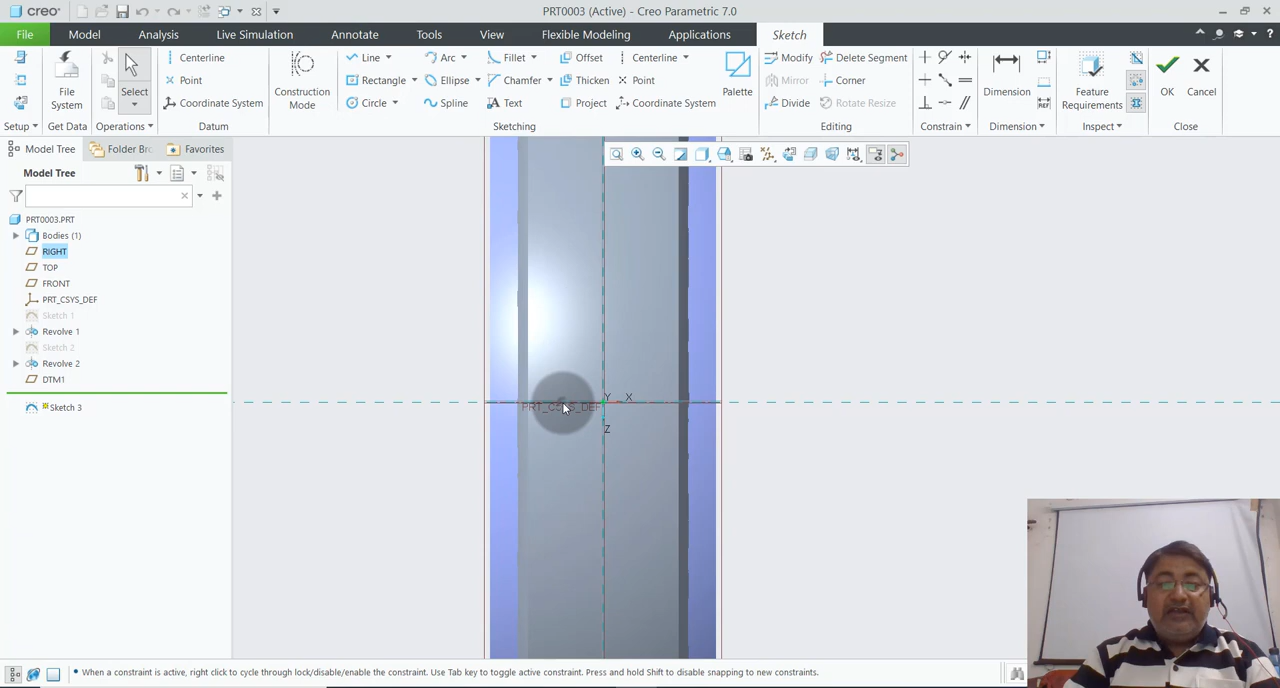 creo
PRT0003 (Active) - Creo Parametric 7.0
File
Model
Analysis
Live Simulation
Annotate
Tools
View
Flexible Modeling
Applications
Sketch
File System
Select
Centerline
Point
Coordinate System
Construction Mode
Line
Arc
Fillet
Offset
Centerline
Rectangle
Ellipse
Chamfer
Thicken
Point
Circle
Spline
Text
Project
Coordinate System
Palette
Modify
Delete Segment
Mirror
Corner
Divide
Rotate Resize
Dimension
Feature Requirements
OK
Cancel
Setup
Get Data
Operations
Datum
Sketching
Editing
Constrain
Dimension
Inspect
Close
Model Tree
Folder Br
Favorites
Model Tree
PRT0003.PRT
Bodies (1)
RIGHT
TOP
FRONT
PRT_CSYS_DEF
Sketch 1
Revolve 1
Sketch 2
Revolve 2
DTM1
Sketch 3
Y
X
PRT_CSYS_DEF
Z
When a constraint is active, right click to cycle through lock/disable/enable the constraint. Use Tab key to toggle active constraint. Press and hold Shift to disable snapping to new constraints.